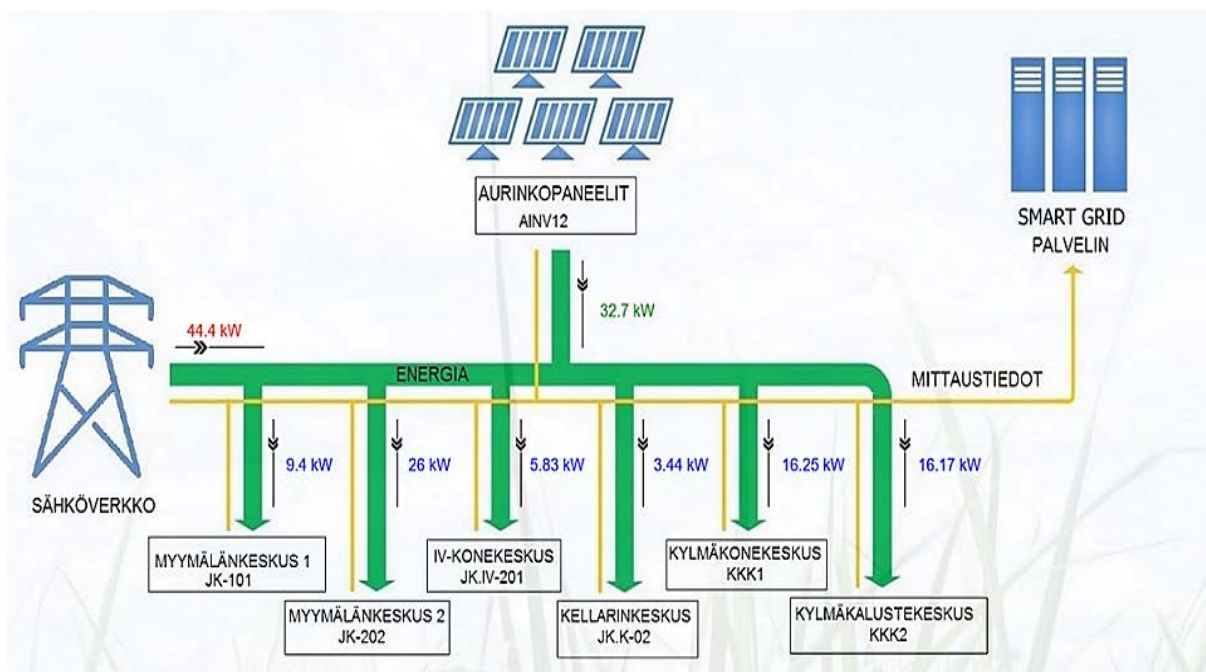 AURINKOPANEELIT
AINV12
SMART GRID
PALVELIN
44.4 kW
32.7 kW
ENERGIA
MITTAUSTIEDOT
9.4 kW
26 kW
5.83 kW
3.44 kW
16.25 kW
16.17 kW
SÄHKÖVERKKO
MYYMÄLÄNKESKUS 1
JK-101
MYYMÄLÄNKESKUS 2
JK-202
IV-KONEKESKUS
JK.IV-201
KELLARINKESKUS
JK.K-02
KYLMÄKONEKESKUS
KKK1
KYLMÄKALUSTEKESKUS
KKK2